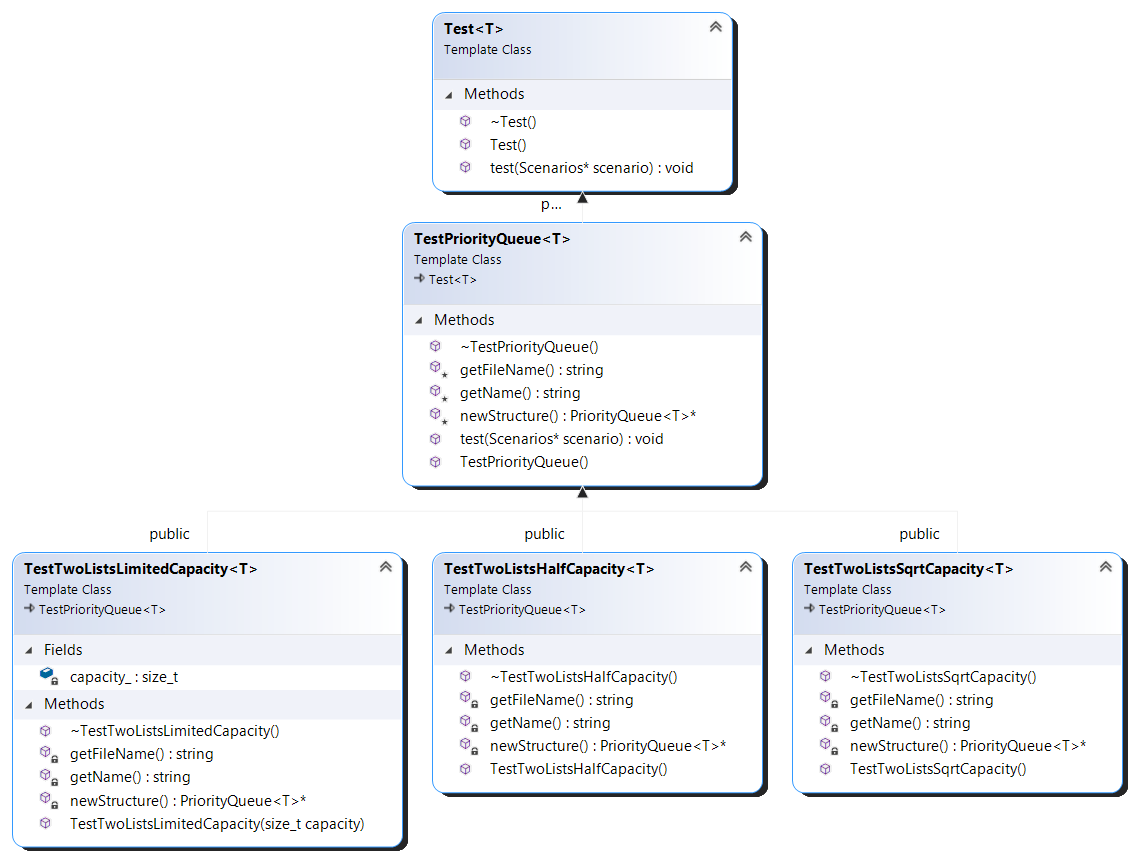 Test<T>
Template Class
Methods
~Test()
Test()
test(Scenarios* scenario) : void
p...
TestPriorityQueue<T>
Template Class
Test<T>
Methods
~TestPriorityQueue()
getFileName() : string
getName() : string
newStructure() : PriorityQueue<T>*
test(Scenarios* scenario) : void
TestPriorityQueue()
public
public
public
TestTwoListsLimitedCapacity<T>
Template Class
TestPriorityQueue<T>
Fields
capacity_ : size_t
Methods
~TestTwoListsLimitedCapacity()
getFileName() : string
getName() : string
newStructure() : PriorityQueue<T>*
TestTwoListsLimitedCapacity(size_t capacity)
TestTwoListsHalfCapacity<T>
Template Class
TestPriorityQueue<T>
Methods
~TestTwoListsHalfCapacity()
getFileName() : string
getName() : string
newStructure() : PriorityQueue<T>*
TestTwoListsHalfCapacity()
TestTwoListsSqrtCapacity<T>
Template Class
TestPriorityQueue<T>
Methods
~TestTwoListsSqrtCapacity()
getFileName() : string
getName() : string
newStructure() : PriorityQueue<T>*
TestTwoListsSqrtCapacity()